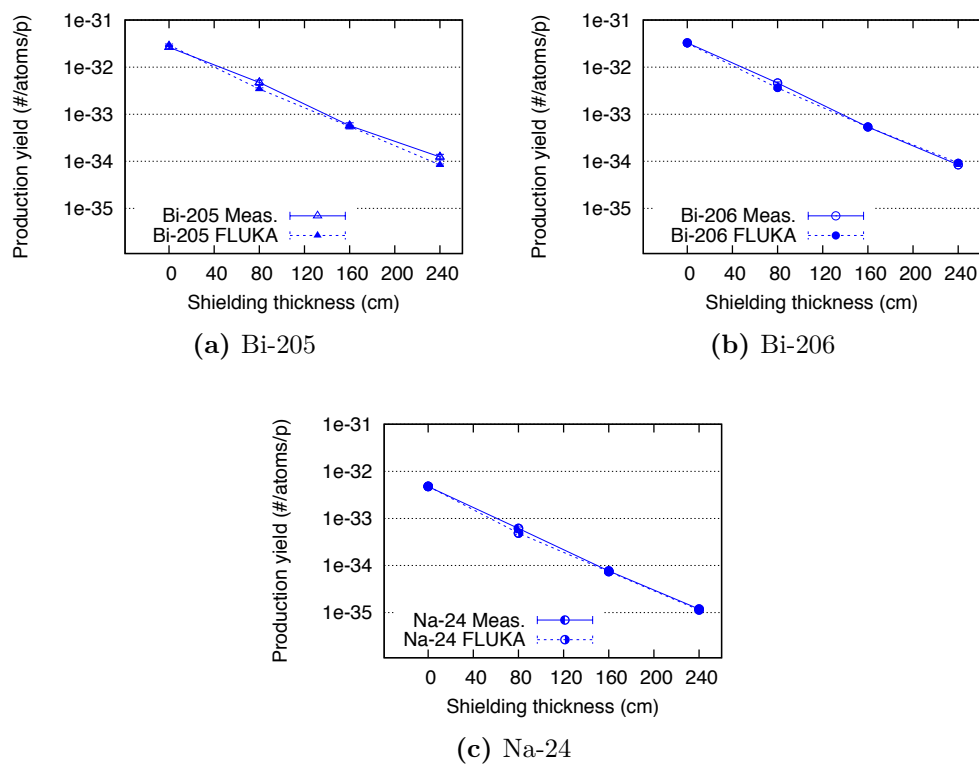 Production yield (#/atoms/p)
1e-31
1e-32
1e-33
1e-34
1e-35
Bi-205 Meas.
Bi-205 FLUKA
0 40 80 120 160 200 240
Shielding thickness (cm)
(a) Bi-205
Production yield (#/atoms/p)
1e-31
1e-32
1e-33
1e-34
1e-35
Bi-206 Meas.
Bi-206 FLUKA
0 40 80 120 160 200 240
Shielding thickness (cm)
(b) Bi-206
Production yield (#/atoms/p)
1e-31
1e-32
1e-33
1e-34
1e-35
Na-24 Meas.
Na-24 FLUKA
0 40 80 120 160 200 240
Shielding thickness (cm)
(c) Na-24